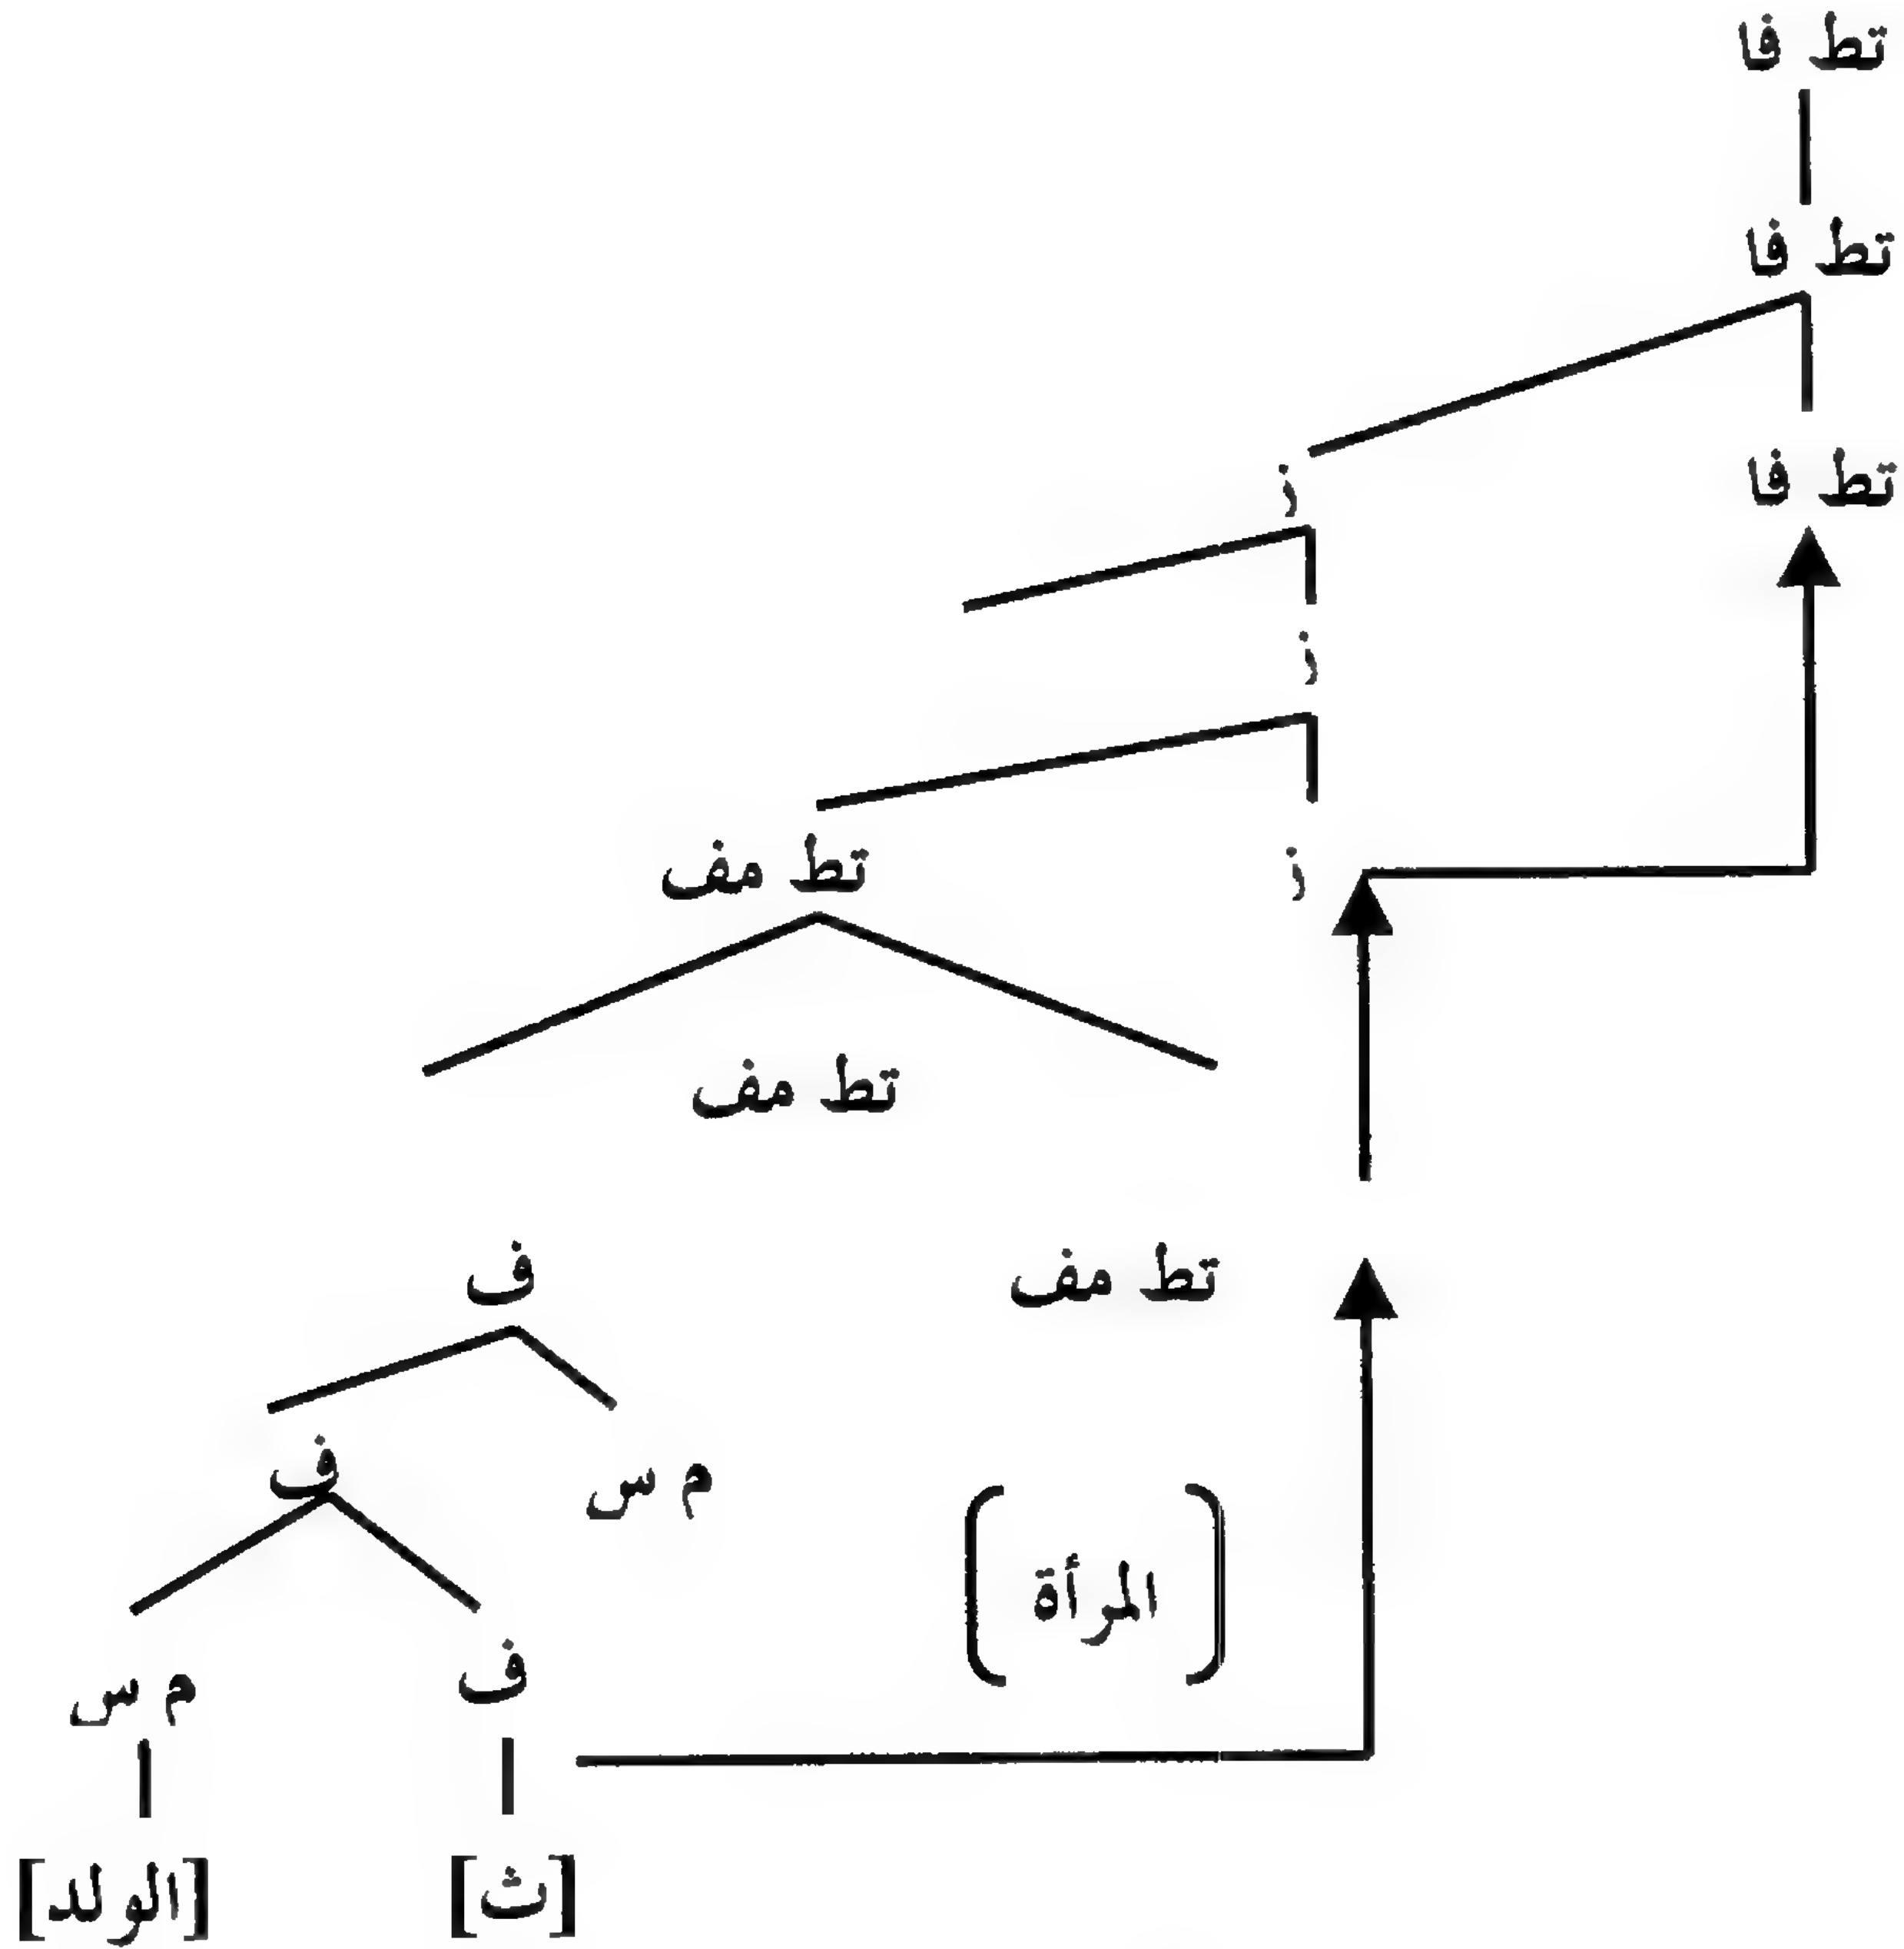 تط فا
تط فا
تط فا
ز
ز
تط مف
ز
تط مف
تط مف
ف
ف
م س
(المرأة)
ف
م س
[ث]
[الولد]